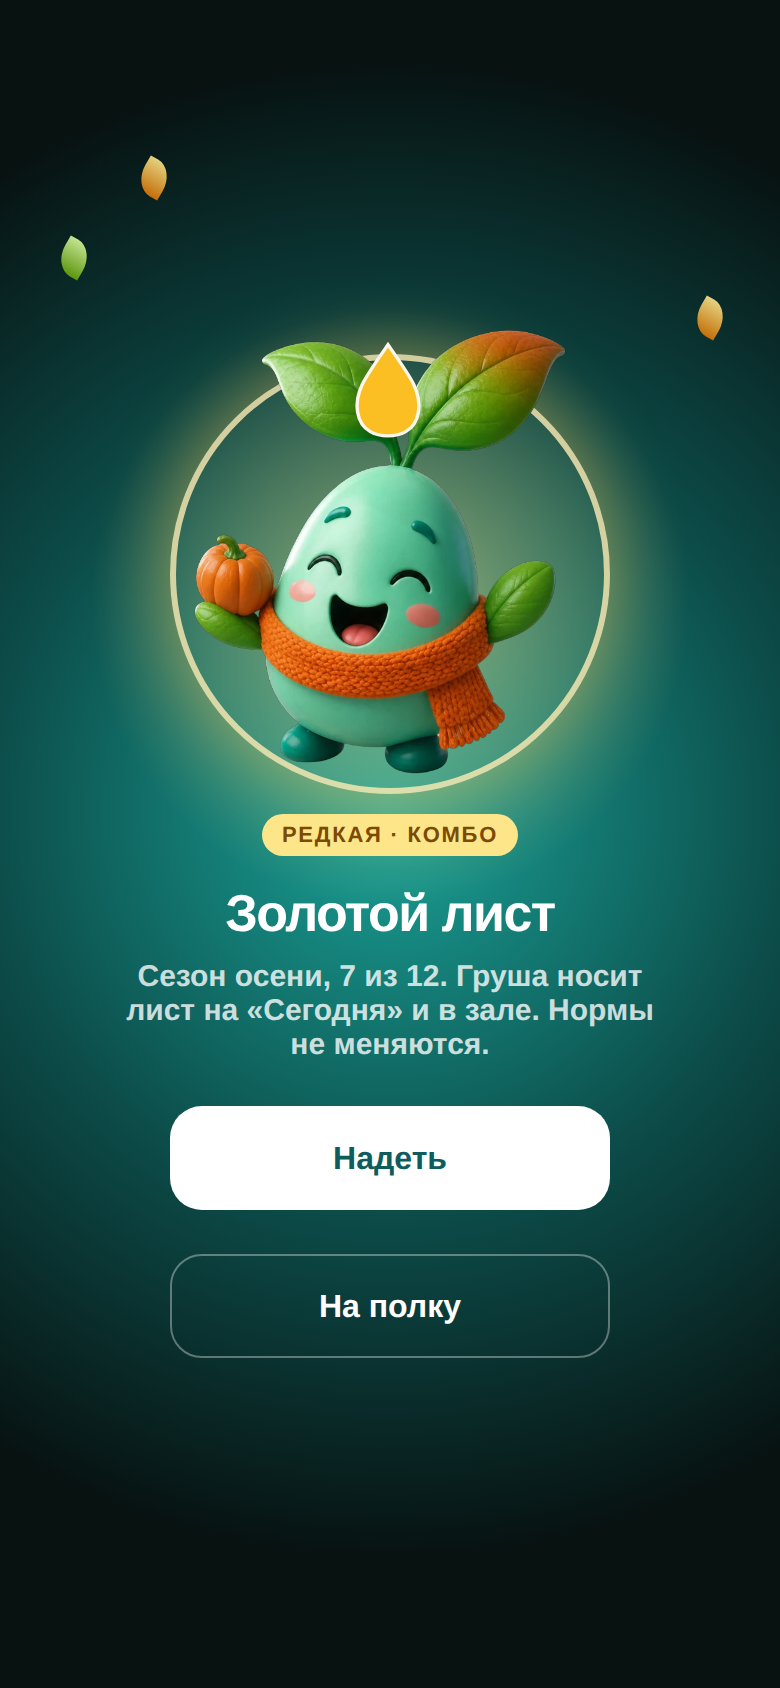 РЕДКАЯ · КОМБО
Золотой лист
Сезон осени, 7 из 12. Груша носит
лист на «Сегодня» и в зале. Нормы
не меняются.
Надеть
На полку